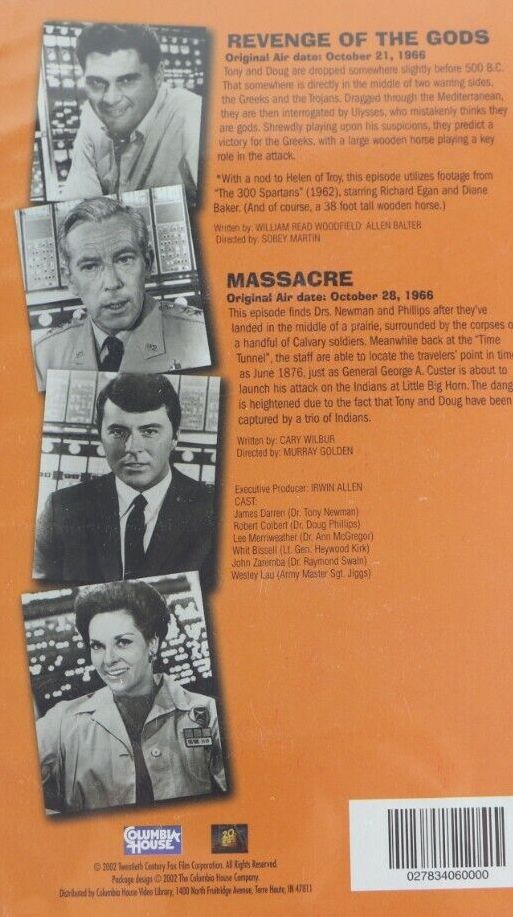 REVENGE OF THE GODS
Original Air date: October 21, 1966
Tony and Doug are dropped somewhere slightly before 500 B.C.
That somewhere is directly in the middle of two warring sides,
the Greeks and the Trojans. Dragged through the Mediterranean,
they are then interrogated by Ulysses, who mistakenly thinks they
are gods. Shrewdly playing upon his suspicions, they predict a
victory for the Greeks, with a large wooden horse playing a key
role in the attack.
*With a nod to Helen of Troy, this episode utilizes footage from
"The 300 Spartans" (1962), starring Richard Egan and Diane
Baker. (And of course, a 38 foot tall wooden horse.)
Written by: WILLIAM READ WOODFIELD ALLEN BALTER
Directed by: SOBEY MARTIN
MASSACRE
Original Air date: October 28, 1966
This episode finds Drs. Newman and Phillips after they've
landed in the middle of a prairie, surrounded by the corpses o
a handful of Calvary soldiers. Meanwhile back at the "Time
Tunnel", the staff are able to locate the travelers' point in time
as June 1876, just as General George A. Custer is about to
launch his attack on the Indians at Little Big Horn. The dang
is heightened due to the fact that Tony and Doug have been
captured by a trio of Indians.
Written by: CARY WILBUR
Directed by: MURRAY GOLDEN
Executive Producer: IRWIN ALLEN
CAST:
James Darren (Dr. Tony Newman)
Robert Colbert (Dr. Doug Phillips)
Lee Merriweather (Dr. Ann McGregor)
Whit Bissell (Lt. Gen. Heywood Kirk)
John Zaremba (Dr. Raymond Swain)
Wesley Lau (Army Master Sgt. Jiggs)
COLUMBIA
HOUSE
20
© 2002 Twentieth Century Fox Film Corporation. All Rights Reserved.
Package design © 2002 The Columbia House Company.
Distributed by Columbia House Video Library, 1400 North Fruitridge Avenue, Terre Haute, IN 47811
027834060000